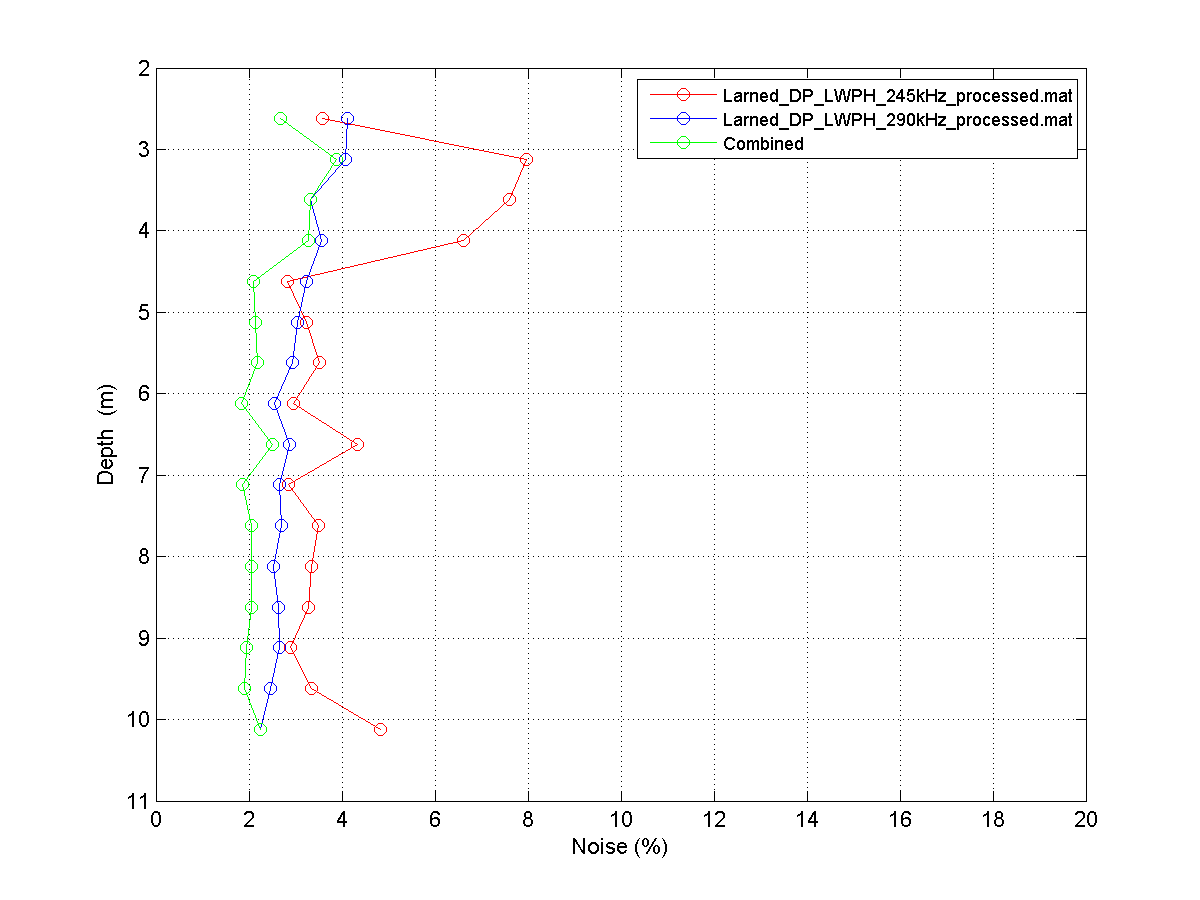 2
3
4
5
6
7
8
9
10
11
Depth (m)
0 2 4 6 8 10 12 14 16 18 20
Noise (%)
Larned_DP_LWPH_245kHz_processed.mat
Larned_DP_LWPH_290kHz_processed.mat
Combined